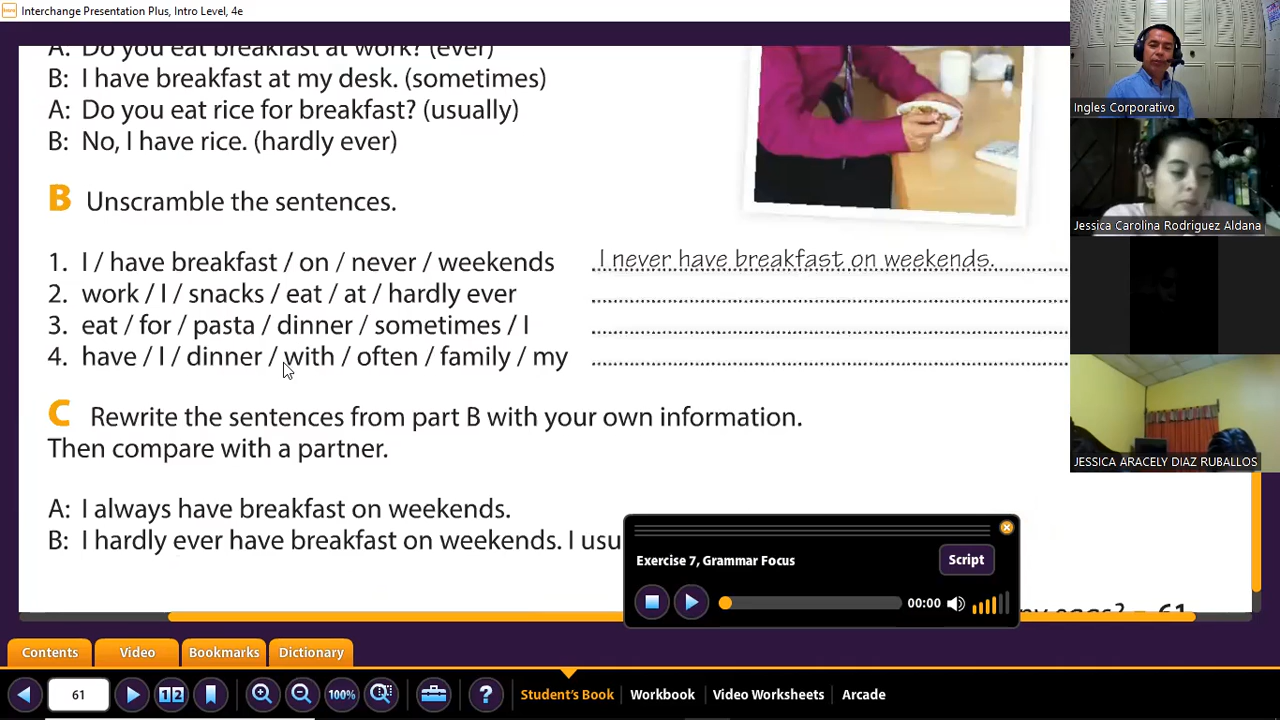 Interchange Presentation Plus, Intro Level, 4e
A: Do you eat breakfast at work? (ever)
B: I have breakfast at my desk. (sometimes)
A: Do you eat rice for breakfast? (usually)
B: No, I have rice. (hardly ever)
B Unscramble the sentences.
1. I / have breakfast / on / never / weekends I never have breakfast on weekends.
2. work / I / snacks / eat / at / hardly ever
3. eat / for / pasta / dinner / sometimes / I
4. have / I / dinner / with / often / family / my
C Rewrite the sentences from part B with your own information.
Then compare with a partner.
A: I always have breakfast on weekends.
B: I hardly ever have breakfast on weekends. I usu
Exercise 7, Grammar Focus
Script
00:00
eggs? – 61
Ingles Corporativo
Jessica Carolina Rodriguez Aldana
JESSICA ARACELY DIAZ RUBALLOS
Contents Video Bookmarks Dictionary
61 1 2 100% ? Student's Book Workbook Video Worksheets Arcade